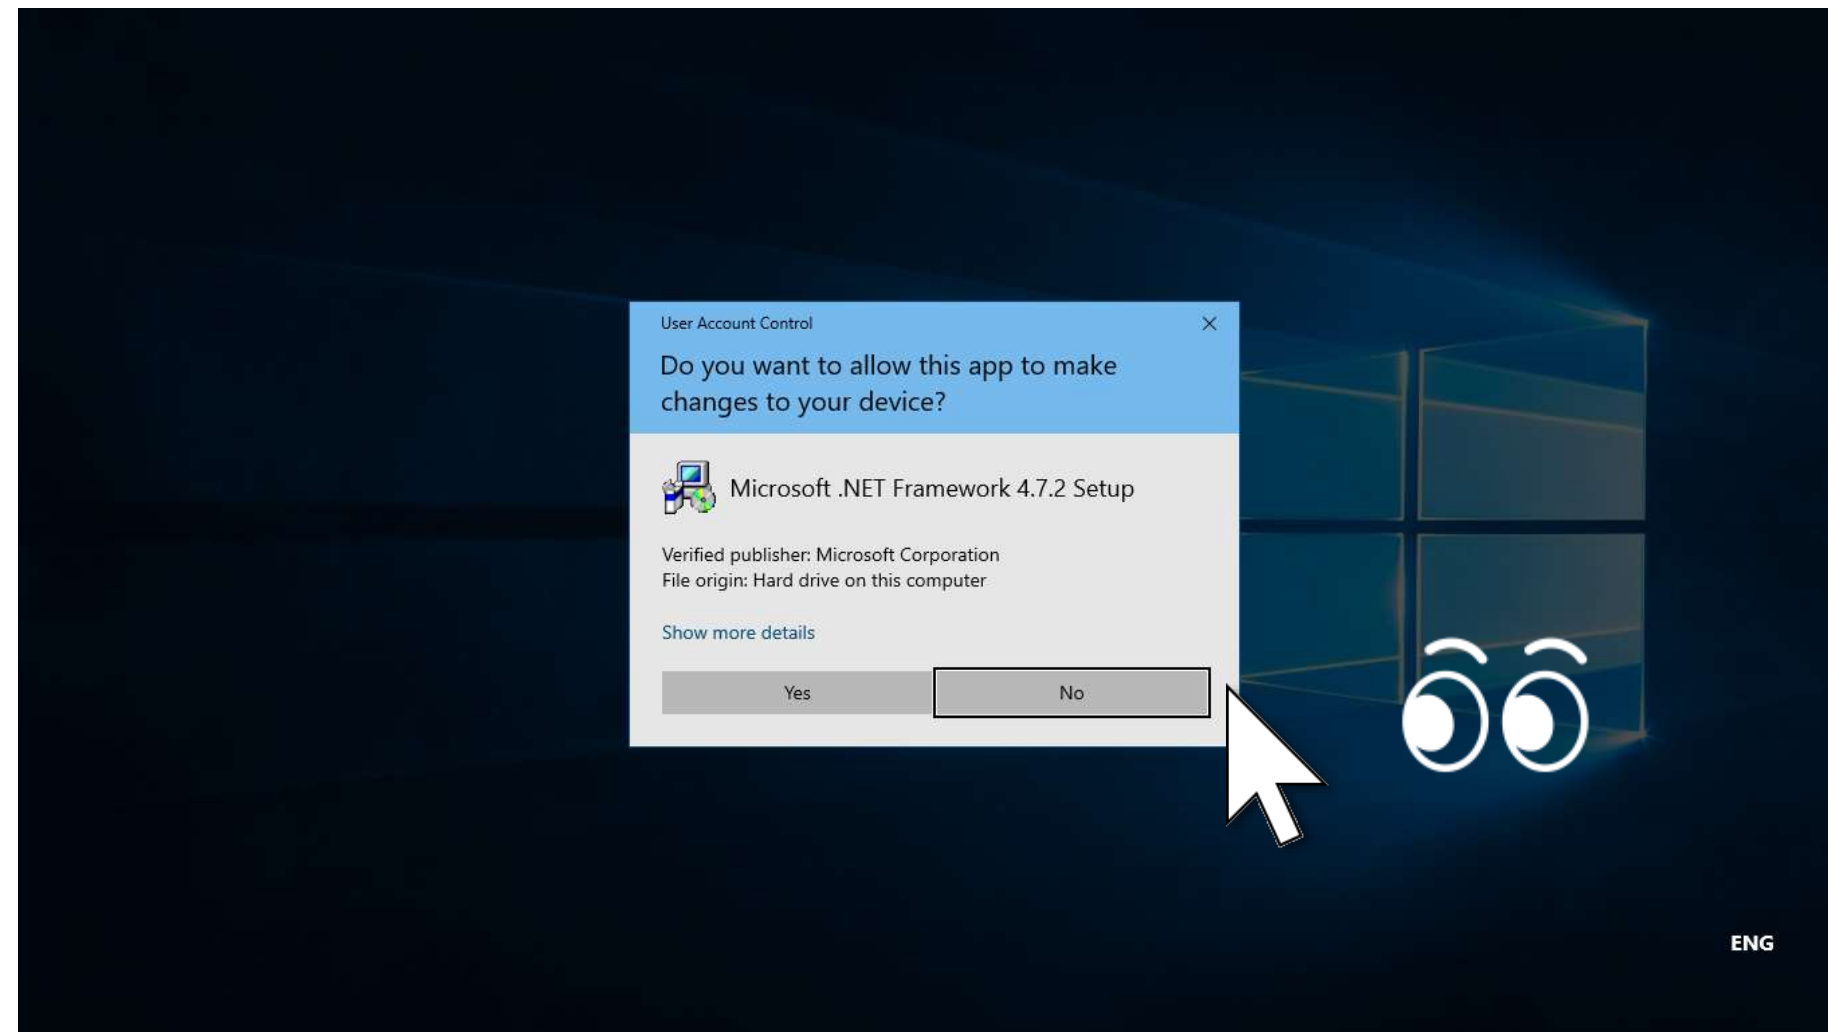 User Account Control
Do you want to allow this app to make
changes to your device?
Microsoft .NET Framework 4.7.2 Setup
Verified publisher: Microsoft Corporation
File origin: Hard drive on this computer
Show more details
Yes
No
ENG